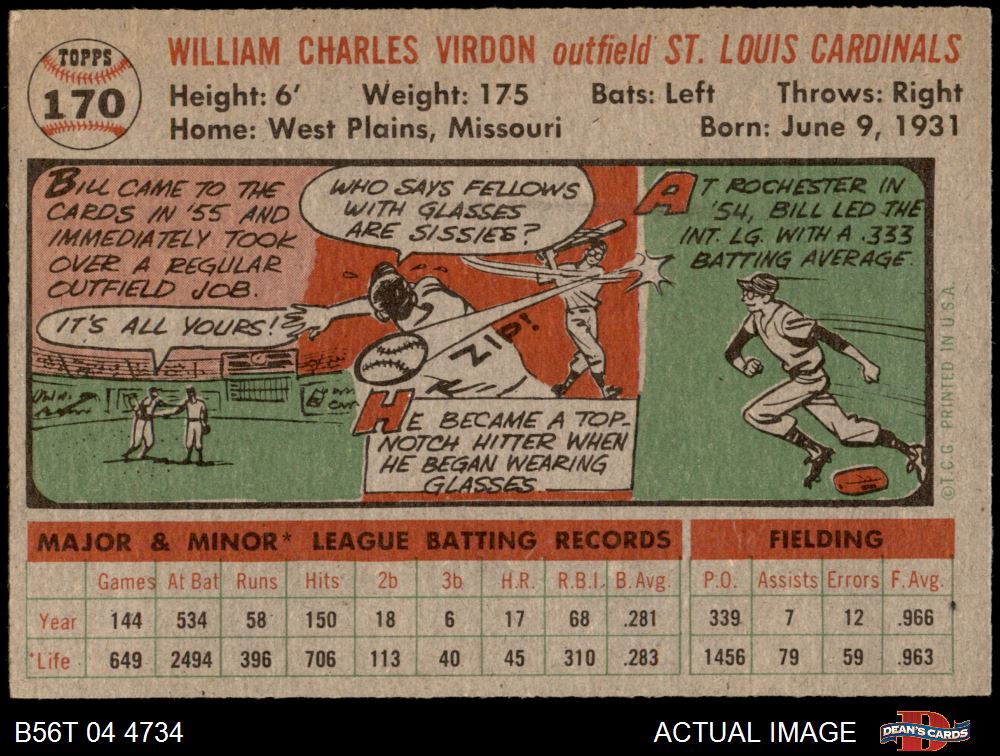 TOPPS
170
WILLIAM CHARLES VIRDON outfield ST. LOUIS CARDINALS
Height: 6' Weight: 175 Bats: Left Throws: Right
Home: West Plains, Missouri Born: June 9, 1931
BILL CAME TO THE
CARDS IN '55 AND
IMMEDIATELY TOOK
OVER A REGULAR
OUTFIELD JOB.
IT'S ALL YOURS!
WHO SAYS FELLOWS
WITH GLASSES
ARE SISSIES?
ZIP!
HE BECAME A TOP-
NOTCH HITTER WHEN
HE BEGAN WEARING
GLASSES
AT ROCHESTER IN
'54, BILL LED THE
INT. LG. WITH A .333
BATTING AVERAGE.
©T.C.G. PRINTED IN U.S.A.
MAJOR & MINOR* LEAGUE BATTING RECORDS FIELDING
Games At Bat Runs Hits 2b 3b H.R. R.B.I. B. Avg. P.O. Assists Errors F. Avg.
Year 144 534 58 150 18 6 17 68 .281 339 7 12 .966
*Life 649 2494 396 706 113 40 45 310 .283 1456 79 59 .963
B56T 04 4734 ACTUAL IMAGE DEAN'S CARDS